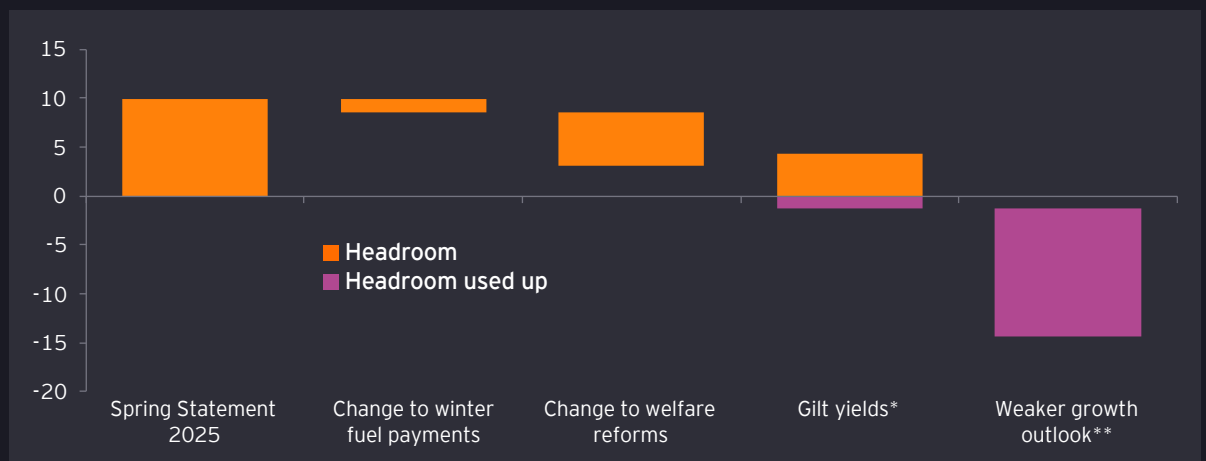 15
10
5
0
-5
-10
-15
-20
Headroom
Headroom used up
Spring Statement
2025
Change to winter
fuel payments
Change to welfare
reforms
Gilt yields*
Weaker growth
outlook**